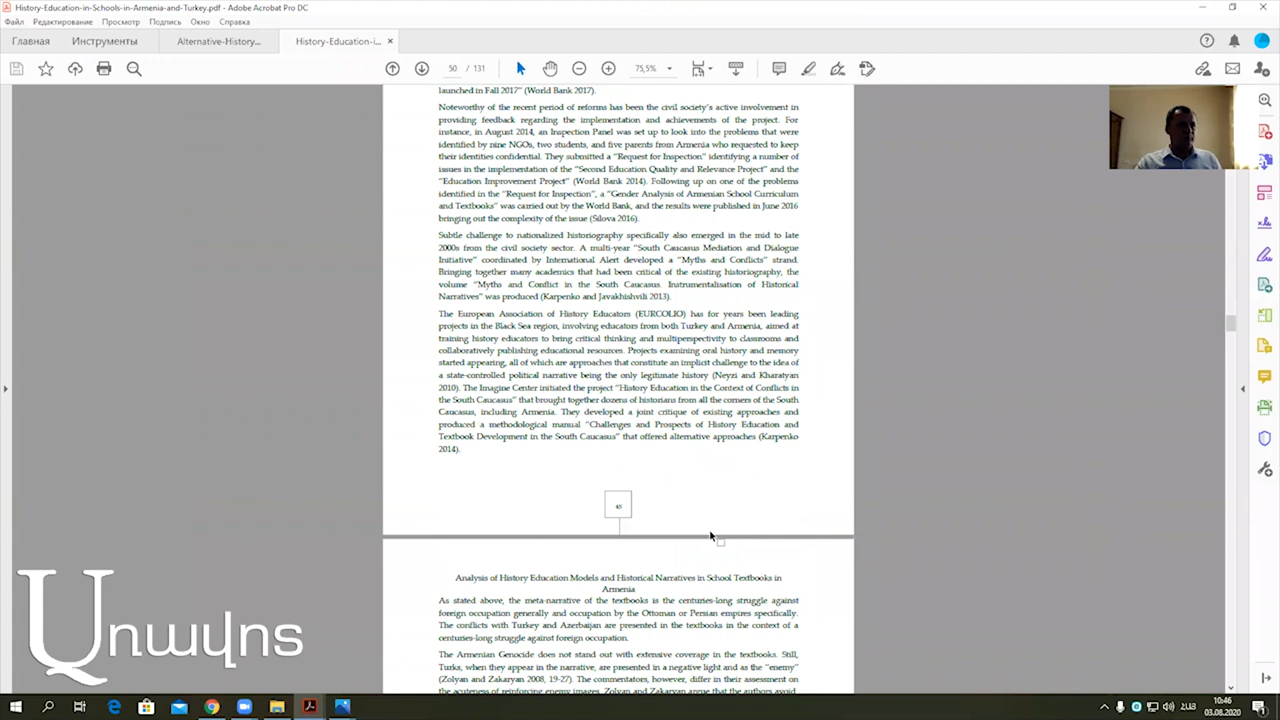 History-Education-in-Schools-in-Armenia-and-Turkey.pdf - Adobe Acrobat Pro DC
Файл Редактирование Просмотр Подпись Окно Справка
Главная Инструменты Alternative-History... History-Education-i... ×
50 / 131 75,5%
launched in Fall 2017" (World Bank 2017).
Noteworthy of the recent period of reforms has been the civil society's active involvement in
providing feedback regarding the implementation and achievements of the project. For
instance, in August 2014, an Inspection Panel was set up to look into the problems that were
identified by nine NGOs, two students, and five parents from Armenia who requested to keep
their identities confidential. They submitted a "Request for Inspection" identifying a number of
issues in the implementation of the "Second Education Quality and Relevance Project" and the
"Education Improvement Project" (World Bank 2014). Following up on one of the problems
identified in the "Request for Inspection", a "Gender Analysis of Armenian School Curriculum
and Textbooks" was carried out by the World Bank, and the results were published in June 2016
bringing out the complexity of the issue (Silova 2016).
Subtle challenge to nationalized historiography specifically also emerged in the mid to late
2000s from the civil society sector. A multi-year "South Caucasus Mediation and Dialogue
Initiative" coordinated by International Alert developed a "Myths and Conflicts" strand.
Bringing together many academics that had been critical of the existing historiography, the
volume "Myths and Conflict in the South Caucasus. Instrumentalisation of Historical
Narratives" was produced (Karpenko and Javakhishvili 2013).
The European Association of History Educators (EURCOLIO) has for years been leading
projects in the Black Sea region, involving educators from both Turkey and Armenia, aimed at
training history educators to bring critical thinking and multiperspectivity to classrooms and
collaboratively publishing educational resources. Projects examining oral history and memory
started appearing, all of which are approaches that constitute an implicit challenge to the idea of
a state-controlled political narrative being the only legitimate history (Neyzi and Kharatyan
2010). The Imagine Center initiated the project "History Education in the Context of Conflicts in
the South Caucasus" that brought together dozens of historians from all the corners of the South
Caucasus, including Armenia. They developed a joint critique of existing approaches and
produced a methodological manual "Challenges and Prospects of History Education and
Textbook Development in the South Caucasus" that offered alternative approaches (Karpenko
2014).
45
Analysis of History Education Models and Historical Narratives in School Textbooks in
Armenia
As stated above, the meta-narrative of the textbooks is the centuries-long struggle against
foreign occupation generally and occupation by the Ottoman or Persian empires specifically.
The conflicts with Turkey and Azerbaijan are presented in the textbooks in the context of a
centuries-long struggle against foreign occupation.
The Armenian Genocide does not stand out with extensive coverage in the textbooks. Still,
Turks, when they appear in the narrative, are presented in a negative light and as the "enemy"
(Zolyan and Zakaryan 2008, 19-27). The commentators, however, differ in their assessment on
the acuteness of reinforcing enemy images. Zolyan and Zakaryan argue that the authors avoid
Ալիպքս